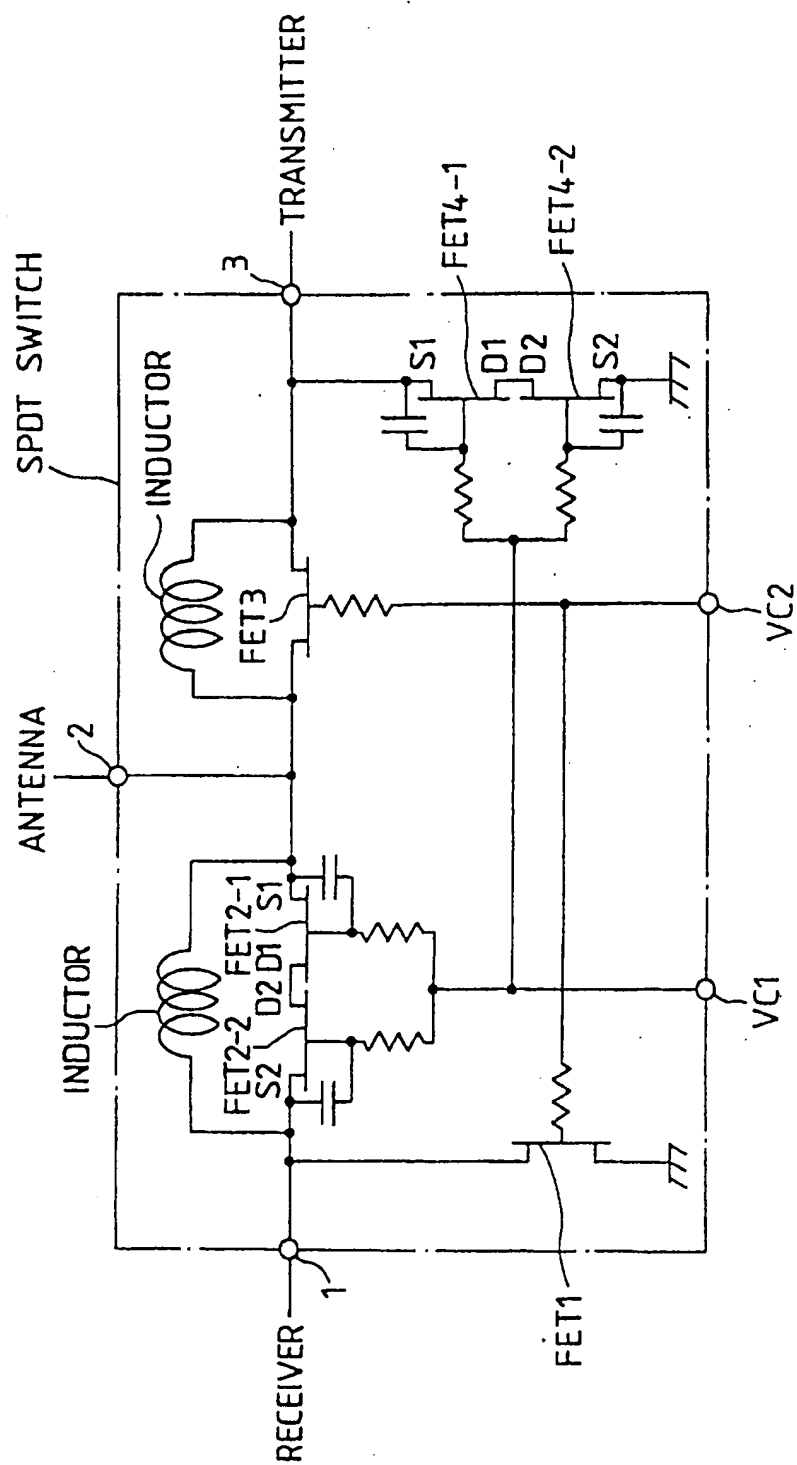 SPDT SWITCH
ANTENNA
2
INDUCTOR
INDUCTOR
3
TRANSMITTER
FET2-2
S2
D2
D1
FET2-1
S1
FET3
S1
FET4-1
D1
D2
FET4-2
S2
RECEIVER
1
FET1
VC1
VC2